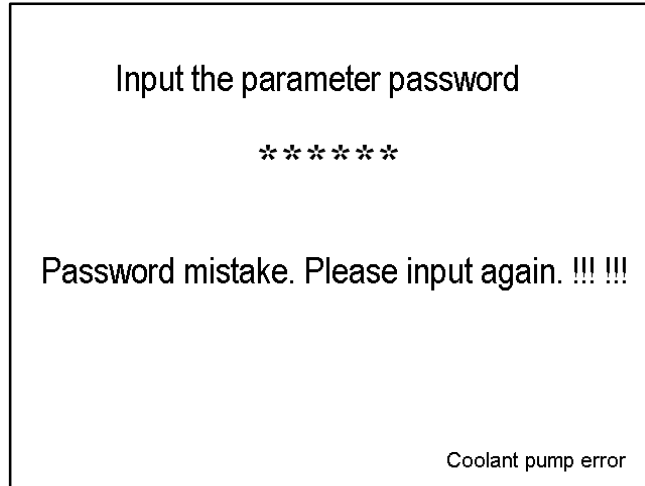 Input the parameter password
******
Password mistake. Please input again. !!! !!!
Coolant pump error